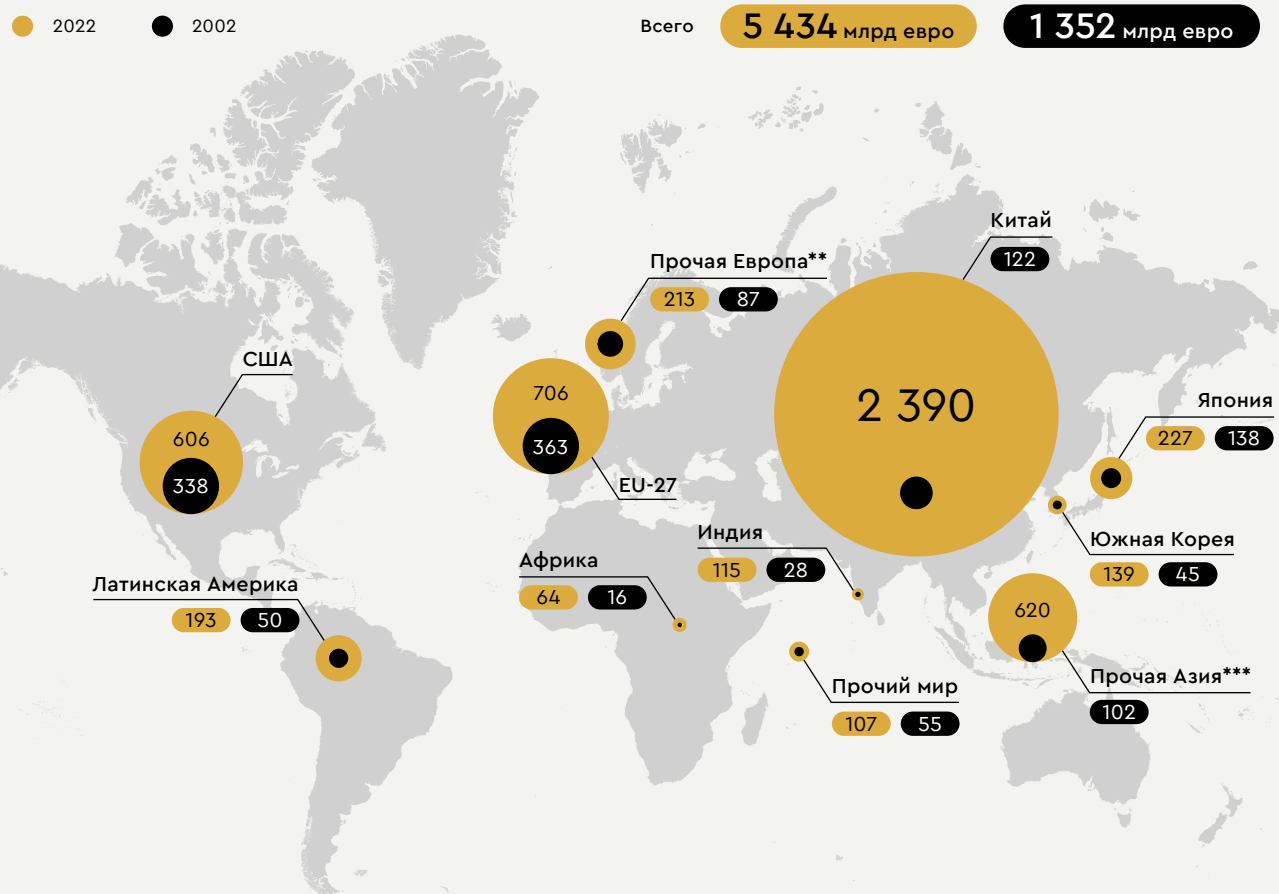 2022
2002
Всего
5 434 млрд евро
1 352 млрд евро
Китай
122
2 390
Прочая Европа**
213
87
США
606
338
706
363
EU-27
Япония
227
138
Южная Корея
139
45
Индия
115
28
Африка
64
16
Латинская Америка
193
50
620
Прочая Азия***
102
Прочий мир
107
55